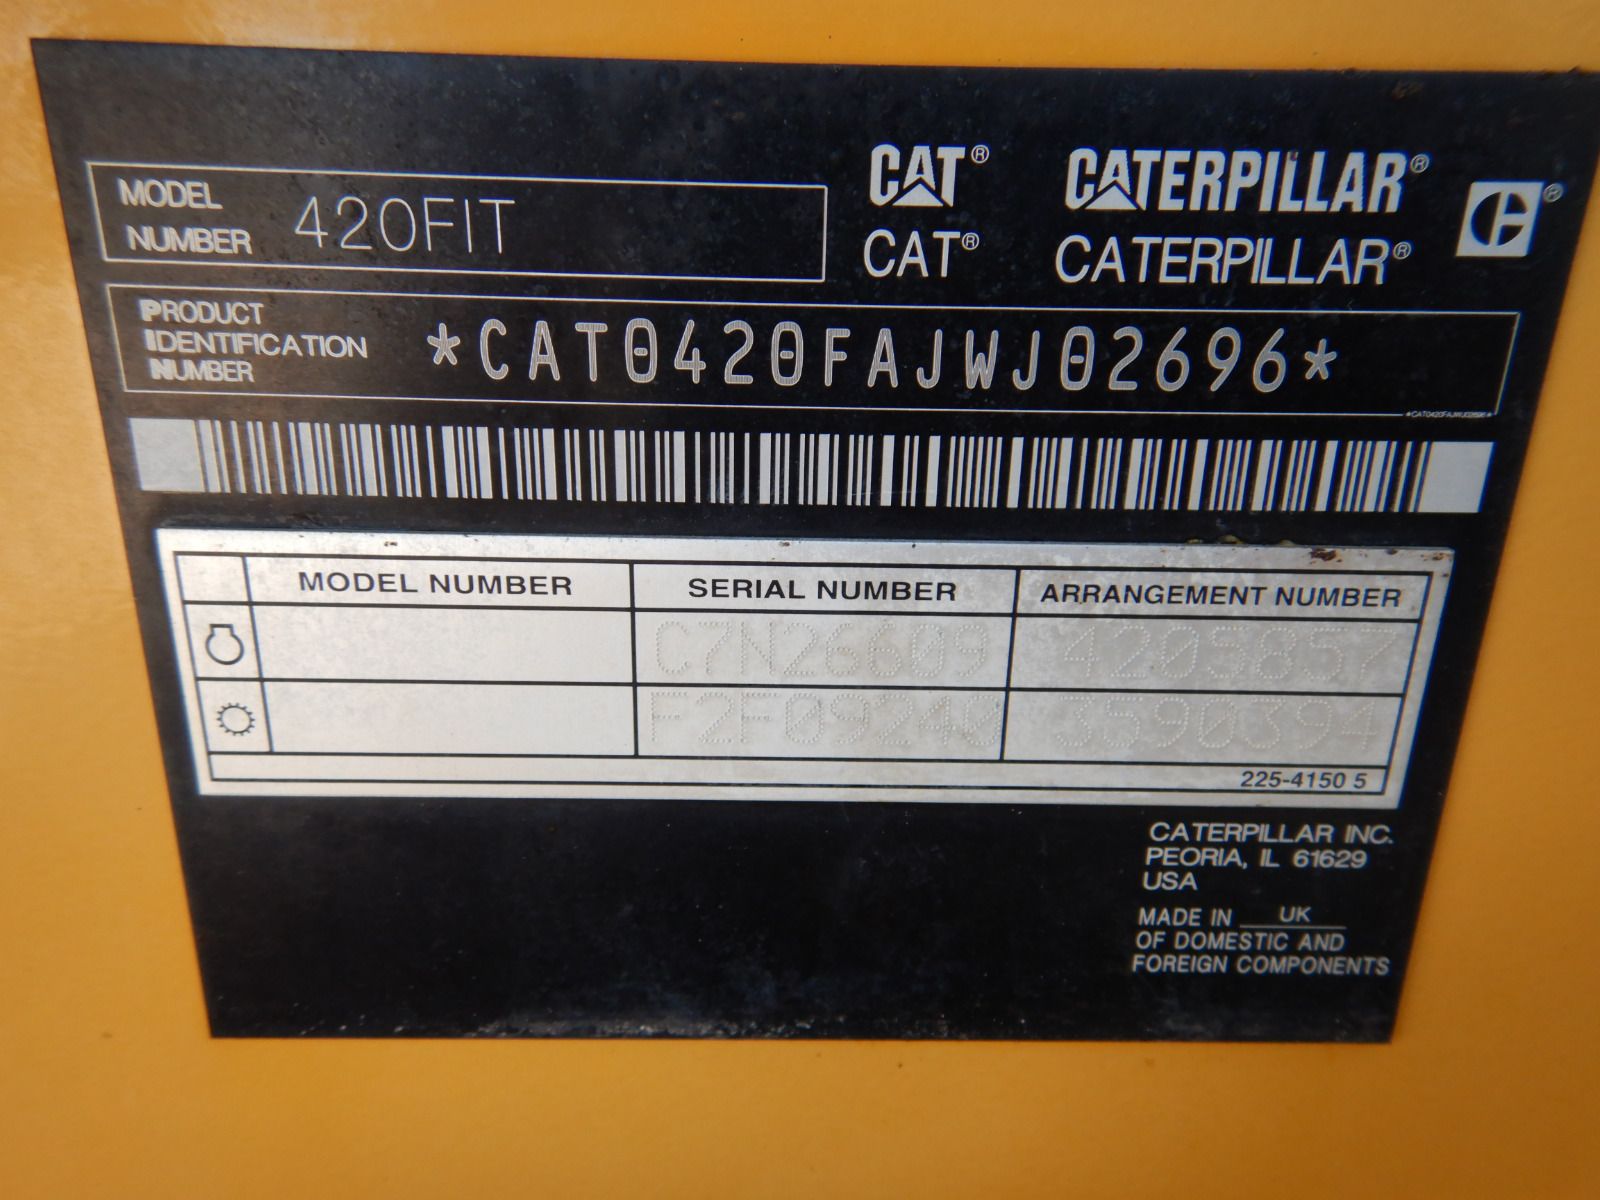 MODEL NUMBER 420FIT
CAT® CATERPILLAR®
CAT® CATERPILLAR®
PRODUCT IDENTIFICATION NUMBER *CAT0420FAJWJ02696*
*CAT0420FAJWJ02696*
MODEL NUMBER SERIAL NUMBER ARRANGEMENT NUMBER
C7N26609 4205857
F2F09240 3590394
225-4150 5
CATERPILLAR INC.
PEORIA, IL 61629
USA
MADE IN UK
OF DOMESTIC AND
FOREIGN COMPONENTS